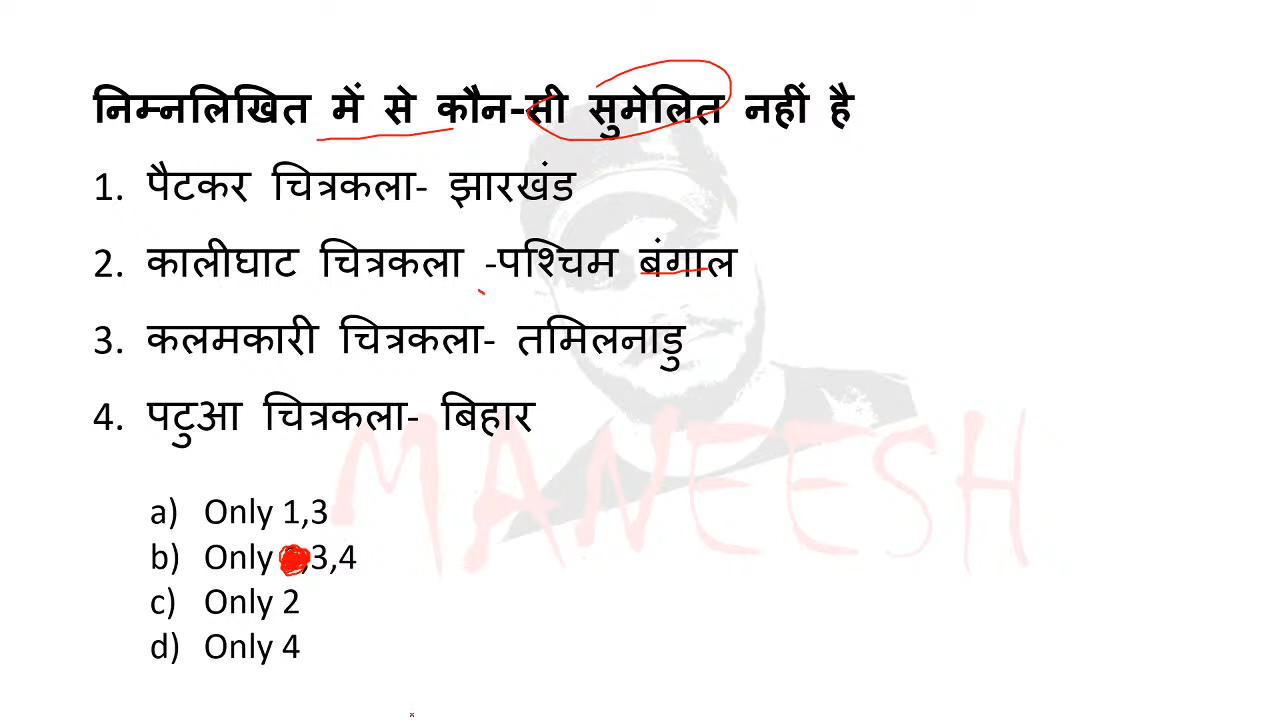 निम्नलिखित में से कौन-सी सुमेलित नहीं है
1. पैटकर चित्रकला- झारखंड
2. कालीघाट चित्रकला -पश्चिम बंगाल
3. कलमकारी चित्रकला- तमिलनाडु
4. पटुआ चित्रकला- बिहार
MANEESH
a) Only 1,3
b) Only ,3,4
c) Only 2
d) Only 4